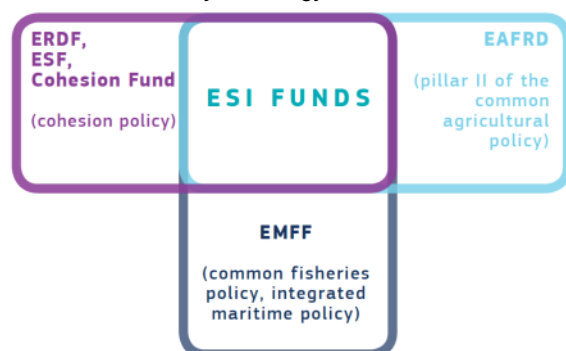 ERDF,
ESF,
Cohesion Fund
(cohesion policy)
ESI FUNDS
EAFRD
(pillar II of the
common
agricultural
policy)
EMFF
(common fisheries
policy, integrated
maritime policy)